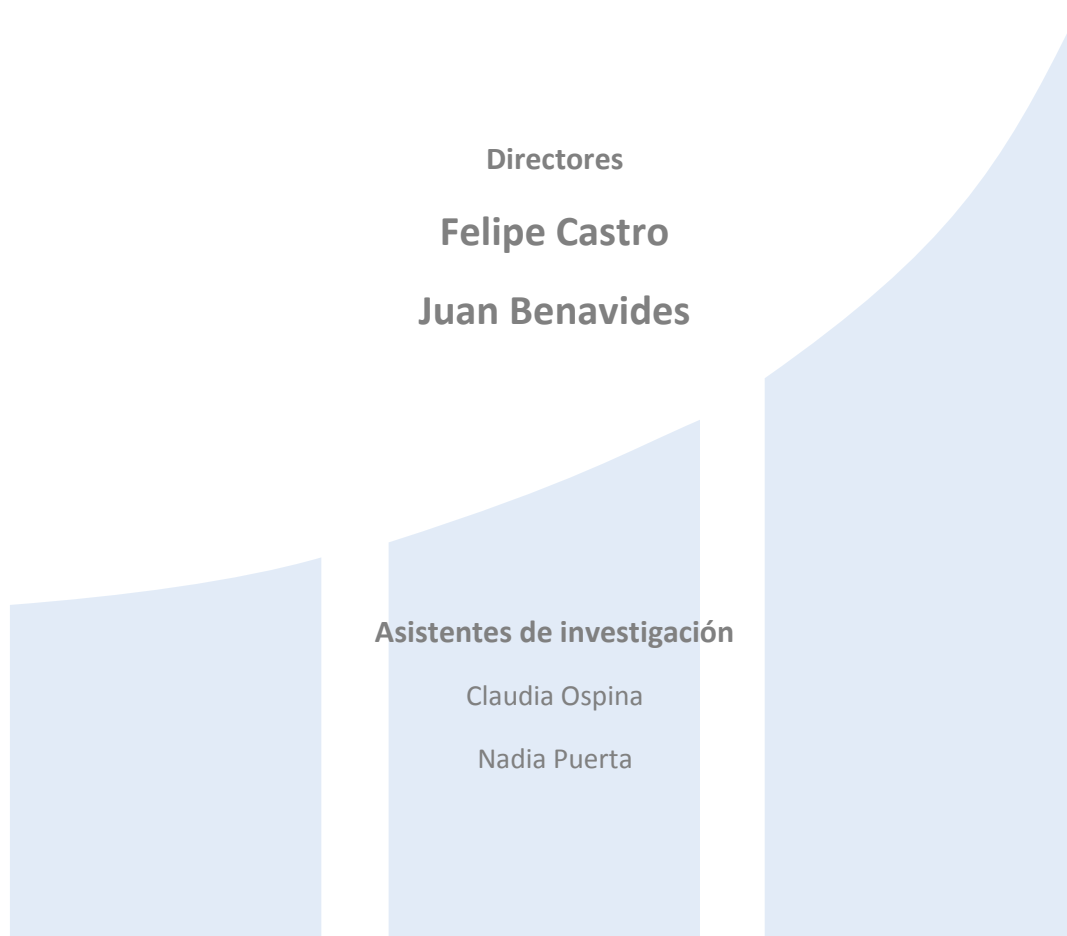 Directores
Felipe Castro
Juan Benavides
Asistentes de investigación
Claudia Ospina
Nadia Puerta